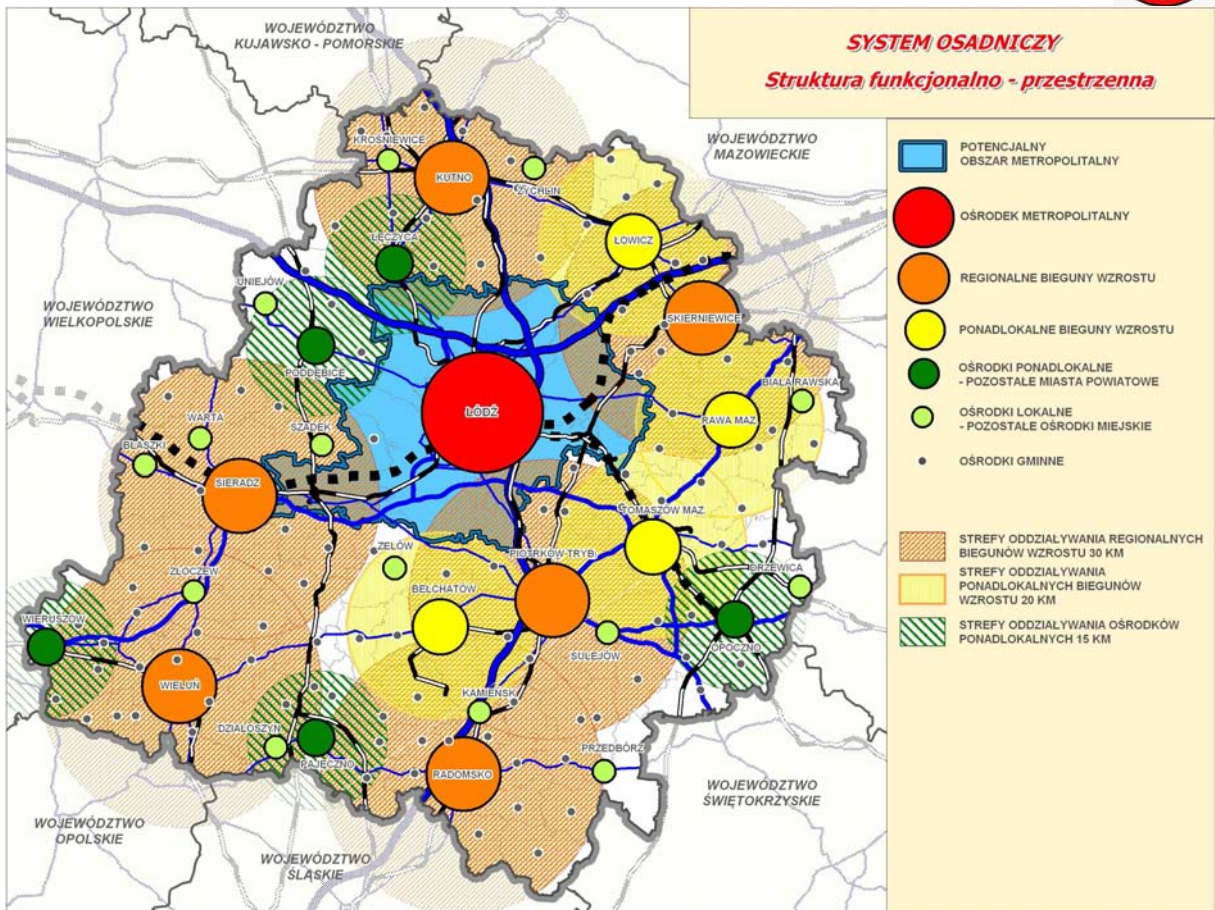 SYSTEM OSADNICZY
Struktura funkcjonalno - przestrzenna
WOJEWÓDZTWO
KUJAWSKO - POMORSKIE
WOJEWÓDZTWO
MAZOWIECKIE
WOJEWÓDZTWO
WIELKOPOLSKIE
WOJEWÓDZTWO
OPOLSKIE
WOJEWÓDZTWO
ŚLĄSKIE
WOJEWÓDZTWO
ŚWIĘTOKRZYSKIE
KROŚNIEWICE
KUTNO
ŻYCHLIN
ŁOWICZ
ŁĘCZYCA
UNIEJÓW
SKIERNIEWICE
PODDĘBICE
BIAŁA RAWSKA
ŁÓDŹ
RAWA MAZ.
WARTA
SZADEK
BŁASZKI
SIERADZ
TOMASZÓW MAZ.
ZELÓW
PIOTRKÓW TRYB.
DRZEWICA
ZŁOCZEW
BEŁCHATÓW
WIERUSZÓW
SULEJÓW
OPOCZNO
WIELUŃ
KAMIEŃSK
DZIAŁOSZYN
PAJĘCZNO
RADOMSKO
PRZEDBÓRZ
POTENCJALNY
OBSZAR METROPOLITALNY
OŚRODEK METROPOLITALNY
REGIONALNE BIEGUNY WZROSTU
PONADLOKALNE BIEGUNY WZROSTU
OŚRODKI PONADLOKALNE
- POZOSTAŁE MIASTA POWIATOWE
OŚRODKI LOKALNE
- POZOSTAŁE OŚRODKI MIEJSKIE
OŚRODKI GMINNE
STREFY ODDZIAŁYWANIA REGIONALNYCH
BIEGUNÓW WZROSTU 30 KM
STREFY ODDZIAŁYWANIA
PONADLOKALNYCH BIEGUNÓW
WZROSTU 20 KM
STREFY ODDZIAŁYWANIA OŚRODKÓW
PONADLOKALNYCH 15 KM